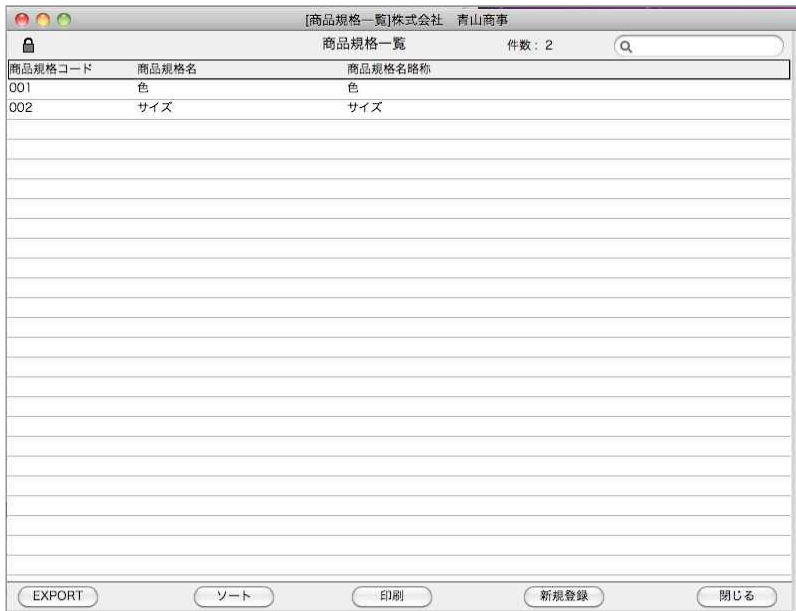 [商品規格一覧]株式会社　青山商事
商品規格一覧 件数: 2
商品規格コード 商品規格名 商品規格名略称
001 色 色
002 サイズ サイズ
EXPORT ソート 印刷 新規登録 閉じる